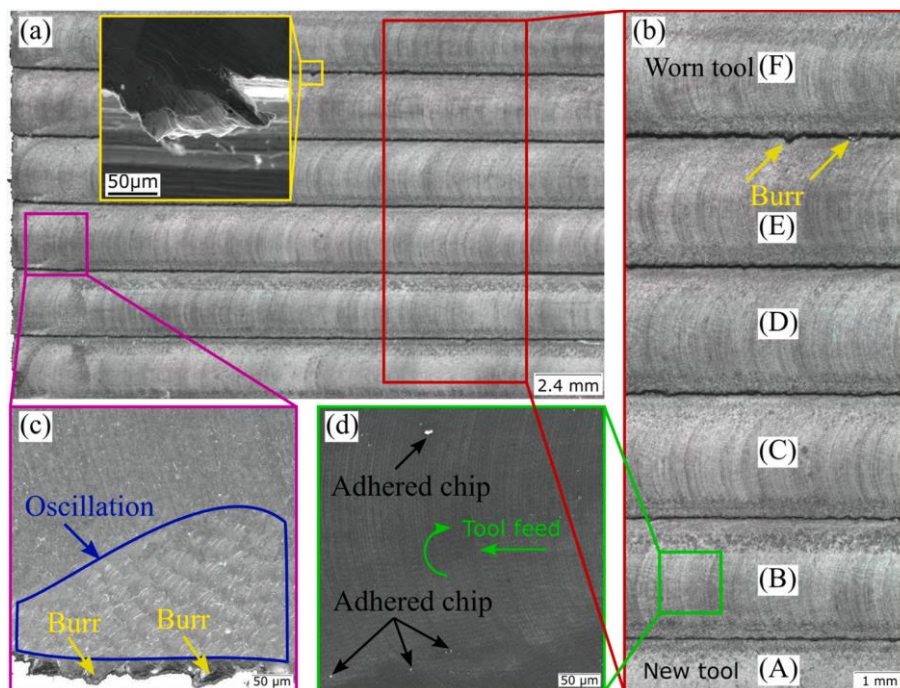 (a)
50µm
2.4 mm
(b)
Worn tool (F)
Burr
(E)
(D)
(C)
(B)
New tool (A)
1 mm
(c)
Oscillation
Burr Burr
50 µm
(d)
Adhered chip
Tool feed
Adhered chip
50 µm